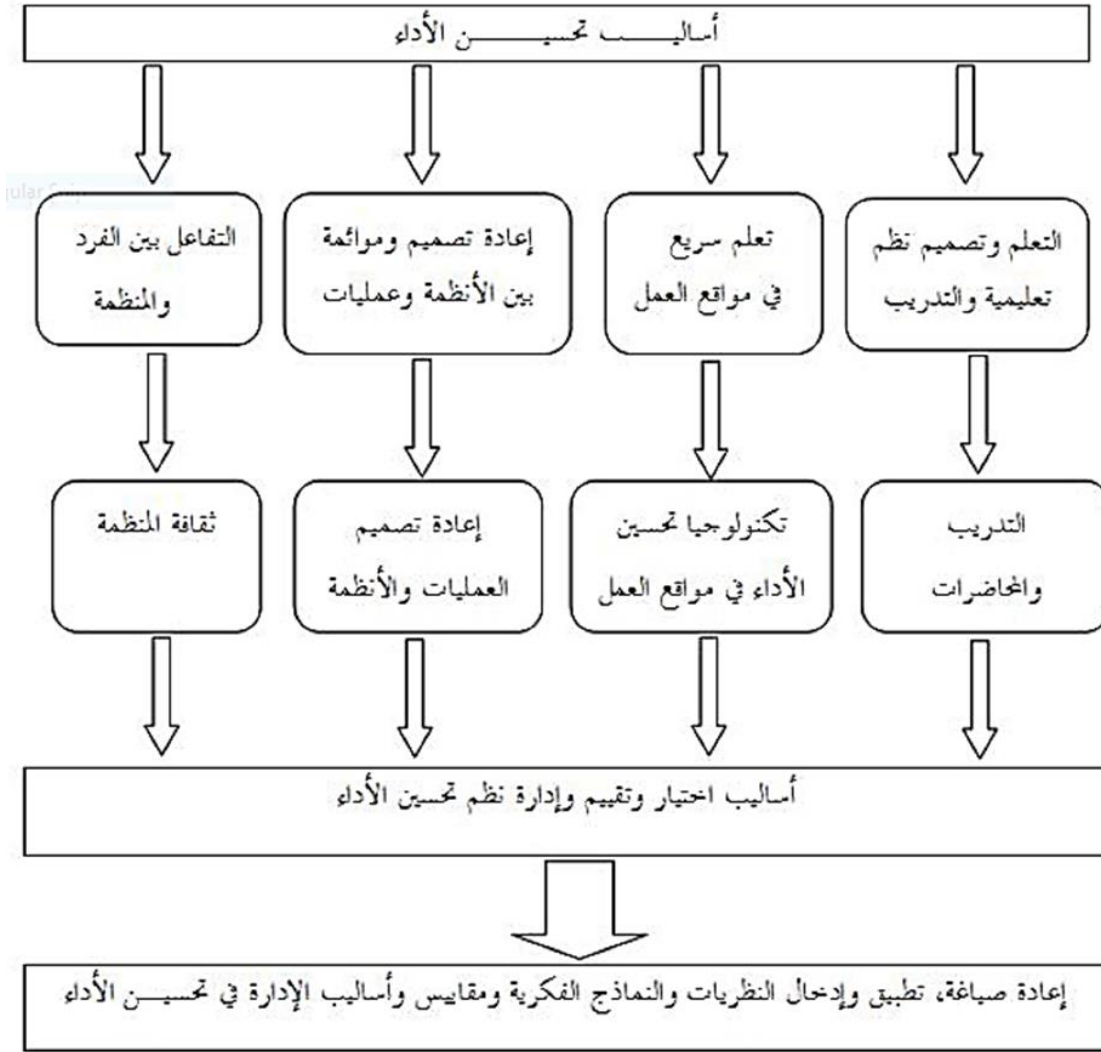 أساليب تحسين الأداء
التعلم وتصميم نظم
تعليمية والتدريب
تعلم سريع
في مواقع العمل
إعادة تصميم وموائمة
بين الأنظمة وعمليات
التفاعل بين الفرد
والمنظمة
التدريب
والمحاضرات
تكنولوجيا تحسين
الأداء في مواقع العمل
إعادة تصميم
العمليات والأنظمة
ثقافة المنظمة
أساليب اختيار وتقييم وإدارة نظم تحسين الأداء
إعادة صياغة، تطبيق وإدخال النظريات والنماذج الفكرية ومقاييس وأساليب الإدارة في تحسين الأداء